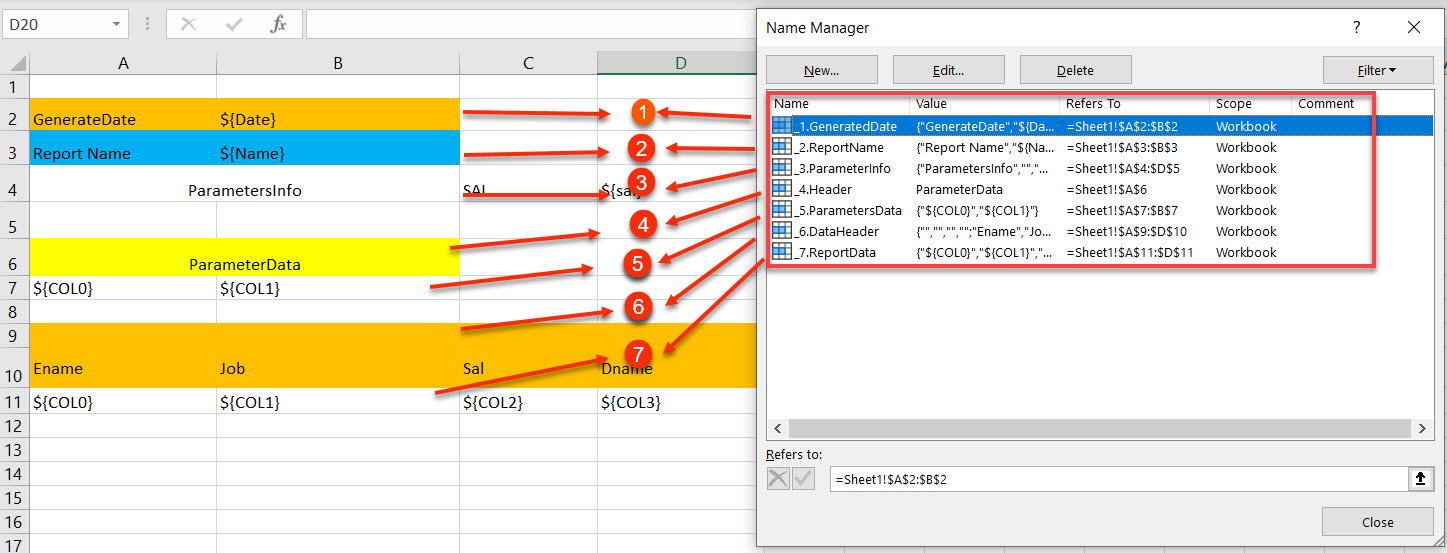 D20 fx
A B C D
1
2 GenerateDate ${Date} 1
3 Report Name ${Name} 2
4 ParametersInfo SAL ${sal} 3
5 4
6 ParameterData 5
7 ${COL0} ${COL1}
8 6
9
10 Ename Job Sal Dname 7
11 ${COL0} ${COL1} ${COL2} ${COL3}
12
13
14
15
16
17
Name Manager ?
New... Edit... Delete Filter
Name Value Refers To Scope Comment
_1.GeneratedDate {"GenerateDate","${Da... =Sheet1!$A$2:$B$2 Workbook
_2.ReportName {"Report Name","${Na... =Sheet1!$A$3:$B$3 Workbook
_3.ParameterInfo {"ParametersInfo","","... =Sheet1!$A$4:$D$5 Workbook
_4.Header ParameterData =Sheet1!$A$6 Workbook
_5.ParametersData {"${COL0}","${COL1}"} =Sheet1!$A$7:$B$7 Workbook
_6.DataHeader {"","","","";"Ename","Jo... =Sheet1!$A$9:$D$10 Workbook
_7.ReportData {"${COL0}","${COL1}","... =Sheet1!$A$11:$D$11 Workbook
Refers to:
=Sheet1!$A$2:$B$2
Close